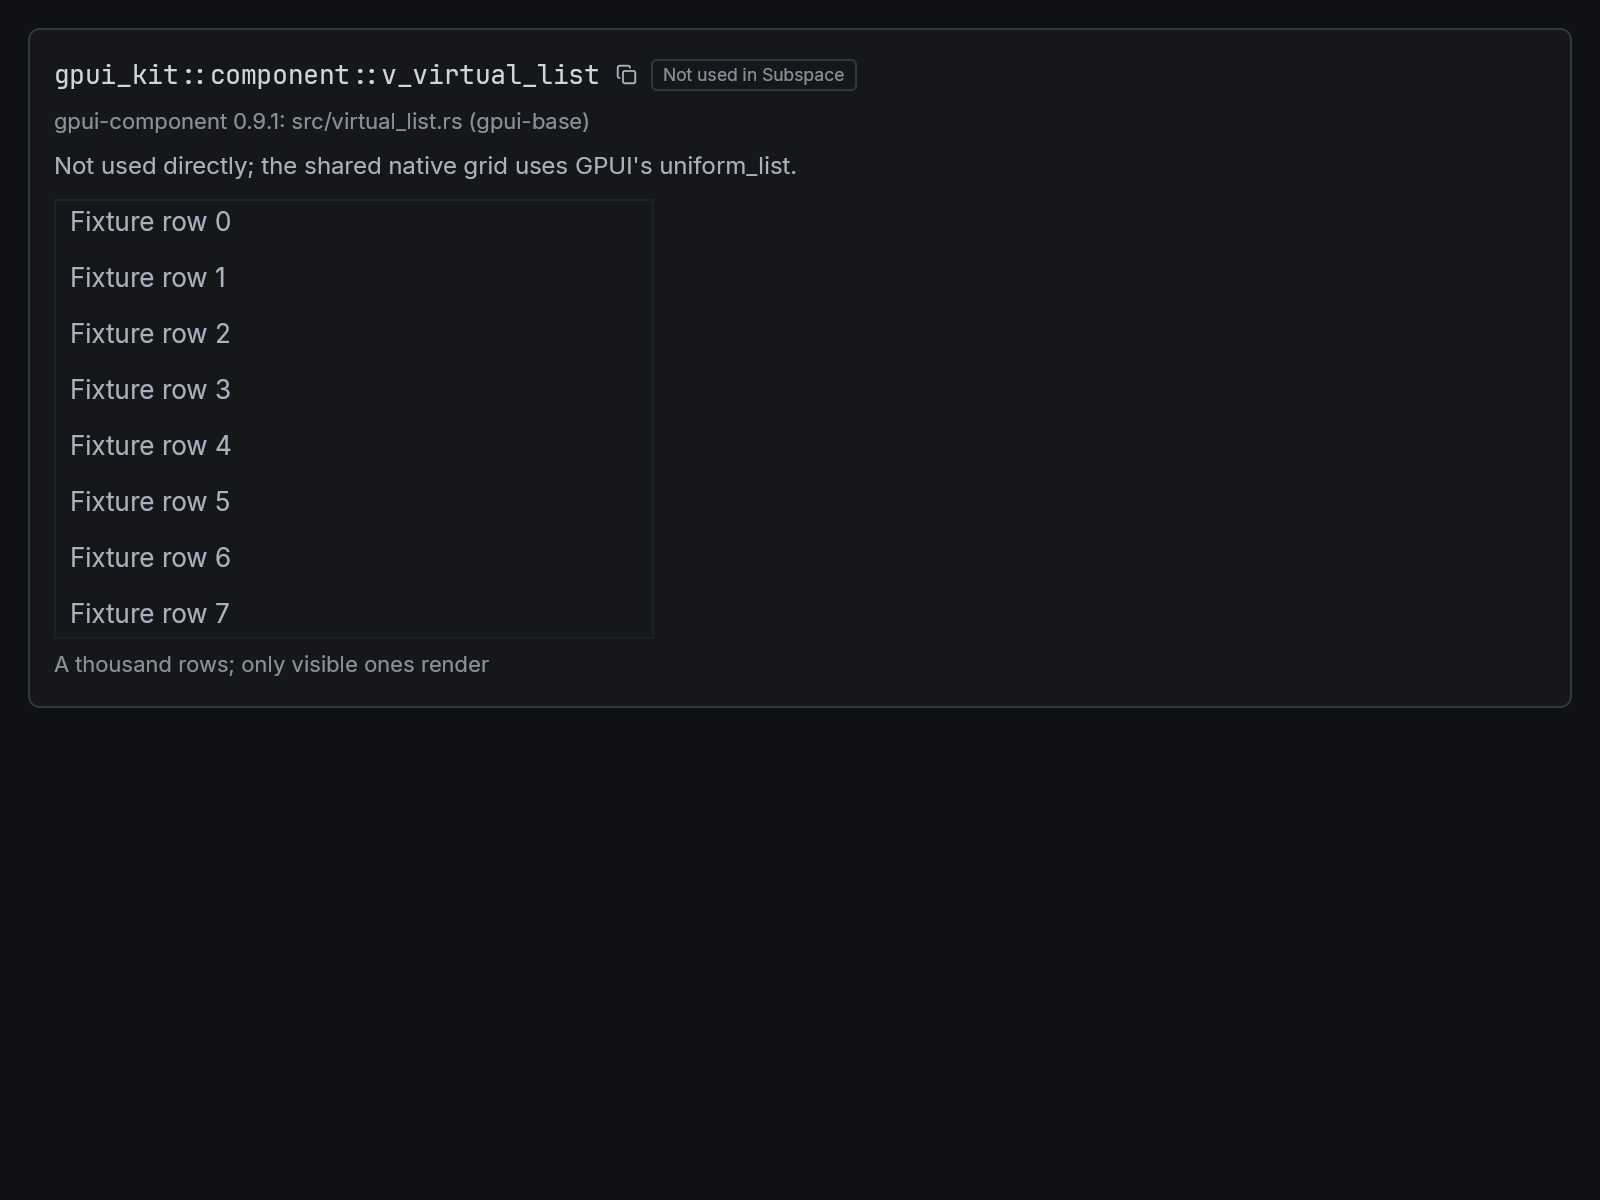 gpui_kit::component::v_virtual_list Not used in Subspace
gpui-component 0.9.1: src/virtual_list.rs (gpui-base)
Not used directly; the shared native grid uses GPUI's uniform_list.
Fixture row 0
Fixture row 1
Fixture row 2
Fixture row 3
Fixture row 4
Fixture row 5
Fixture row 6
Fixture row 7
A thousand rows; only visible ones render